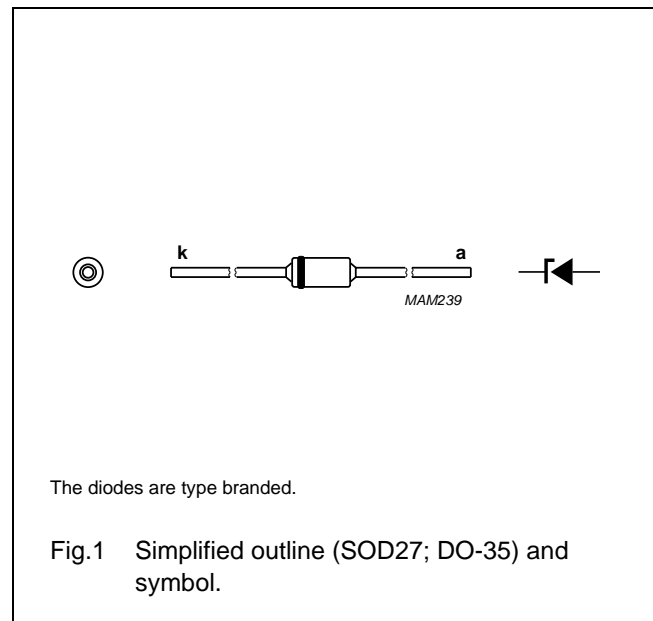 k
a
MAM239
The diodes are type branded.
Fig.1 Simplified outline (SOD27; DO-35) and
symbol.